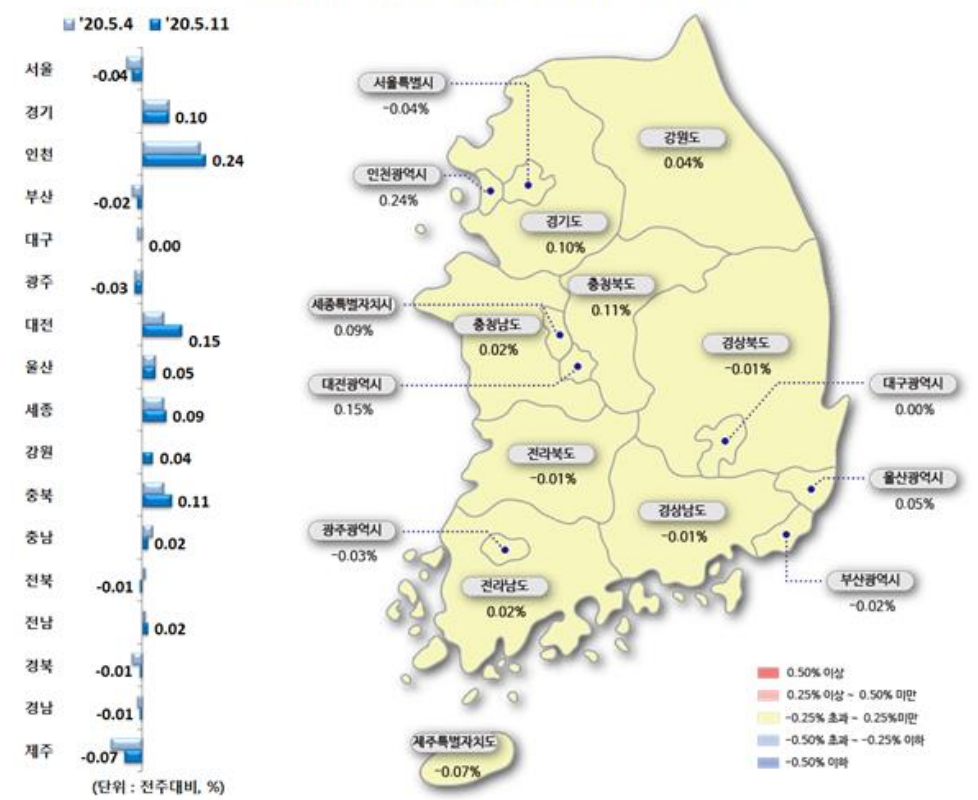 '20.5.4 '20.5.11
서울 -0.04
경기 0.10
인천 0.24
부산 -0.02
대구 0.00
광주 -0.03
대전 0.15
울산 0.05
세종 0.09
강원 0.04
충북 0.11
충남 0.02
전북 -0.01
전남 0.02
경북 -0.01
경남 -0.01
제주 -0.07
(단위 : 전주대비, %)
서울특별시
-0.04%
강원도
0.04%
인천광역시
0.24%
경기도
0.10%
충청북도
0.11%
세종특별자치시
0.09%
충청남도
0.02%
경상북도
-0.01%
대전광역시
0.15%
대구광역시
0.00%
전라북도
-0.01%
울산광역시
0.05%
경상남도
-0.01%
광주광역시
-0.03%
부산광역시
-0.02%
전라남도
0.02%
제주특별자치도
-0.07%
0.50% 이상
0.25% 이상 ~ 0.50% 미만
-0.25% 초과 ~ 0.25%미만
-0.50% 초과 ~ -0.25% 이하
-0.50% 이하